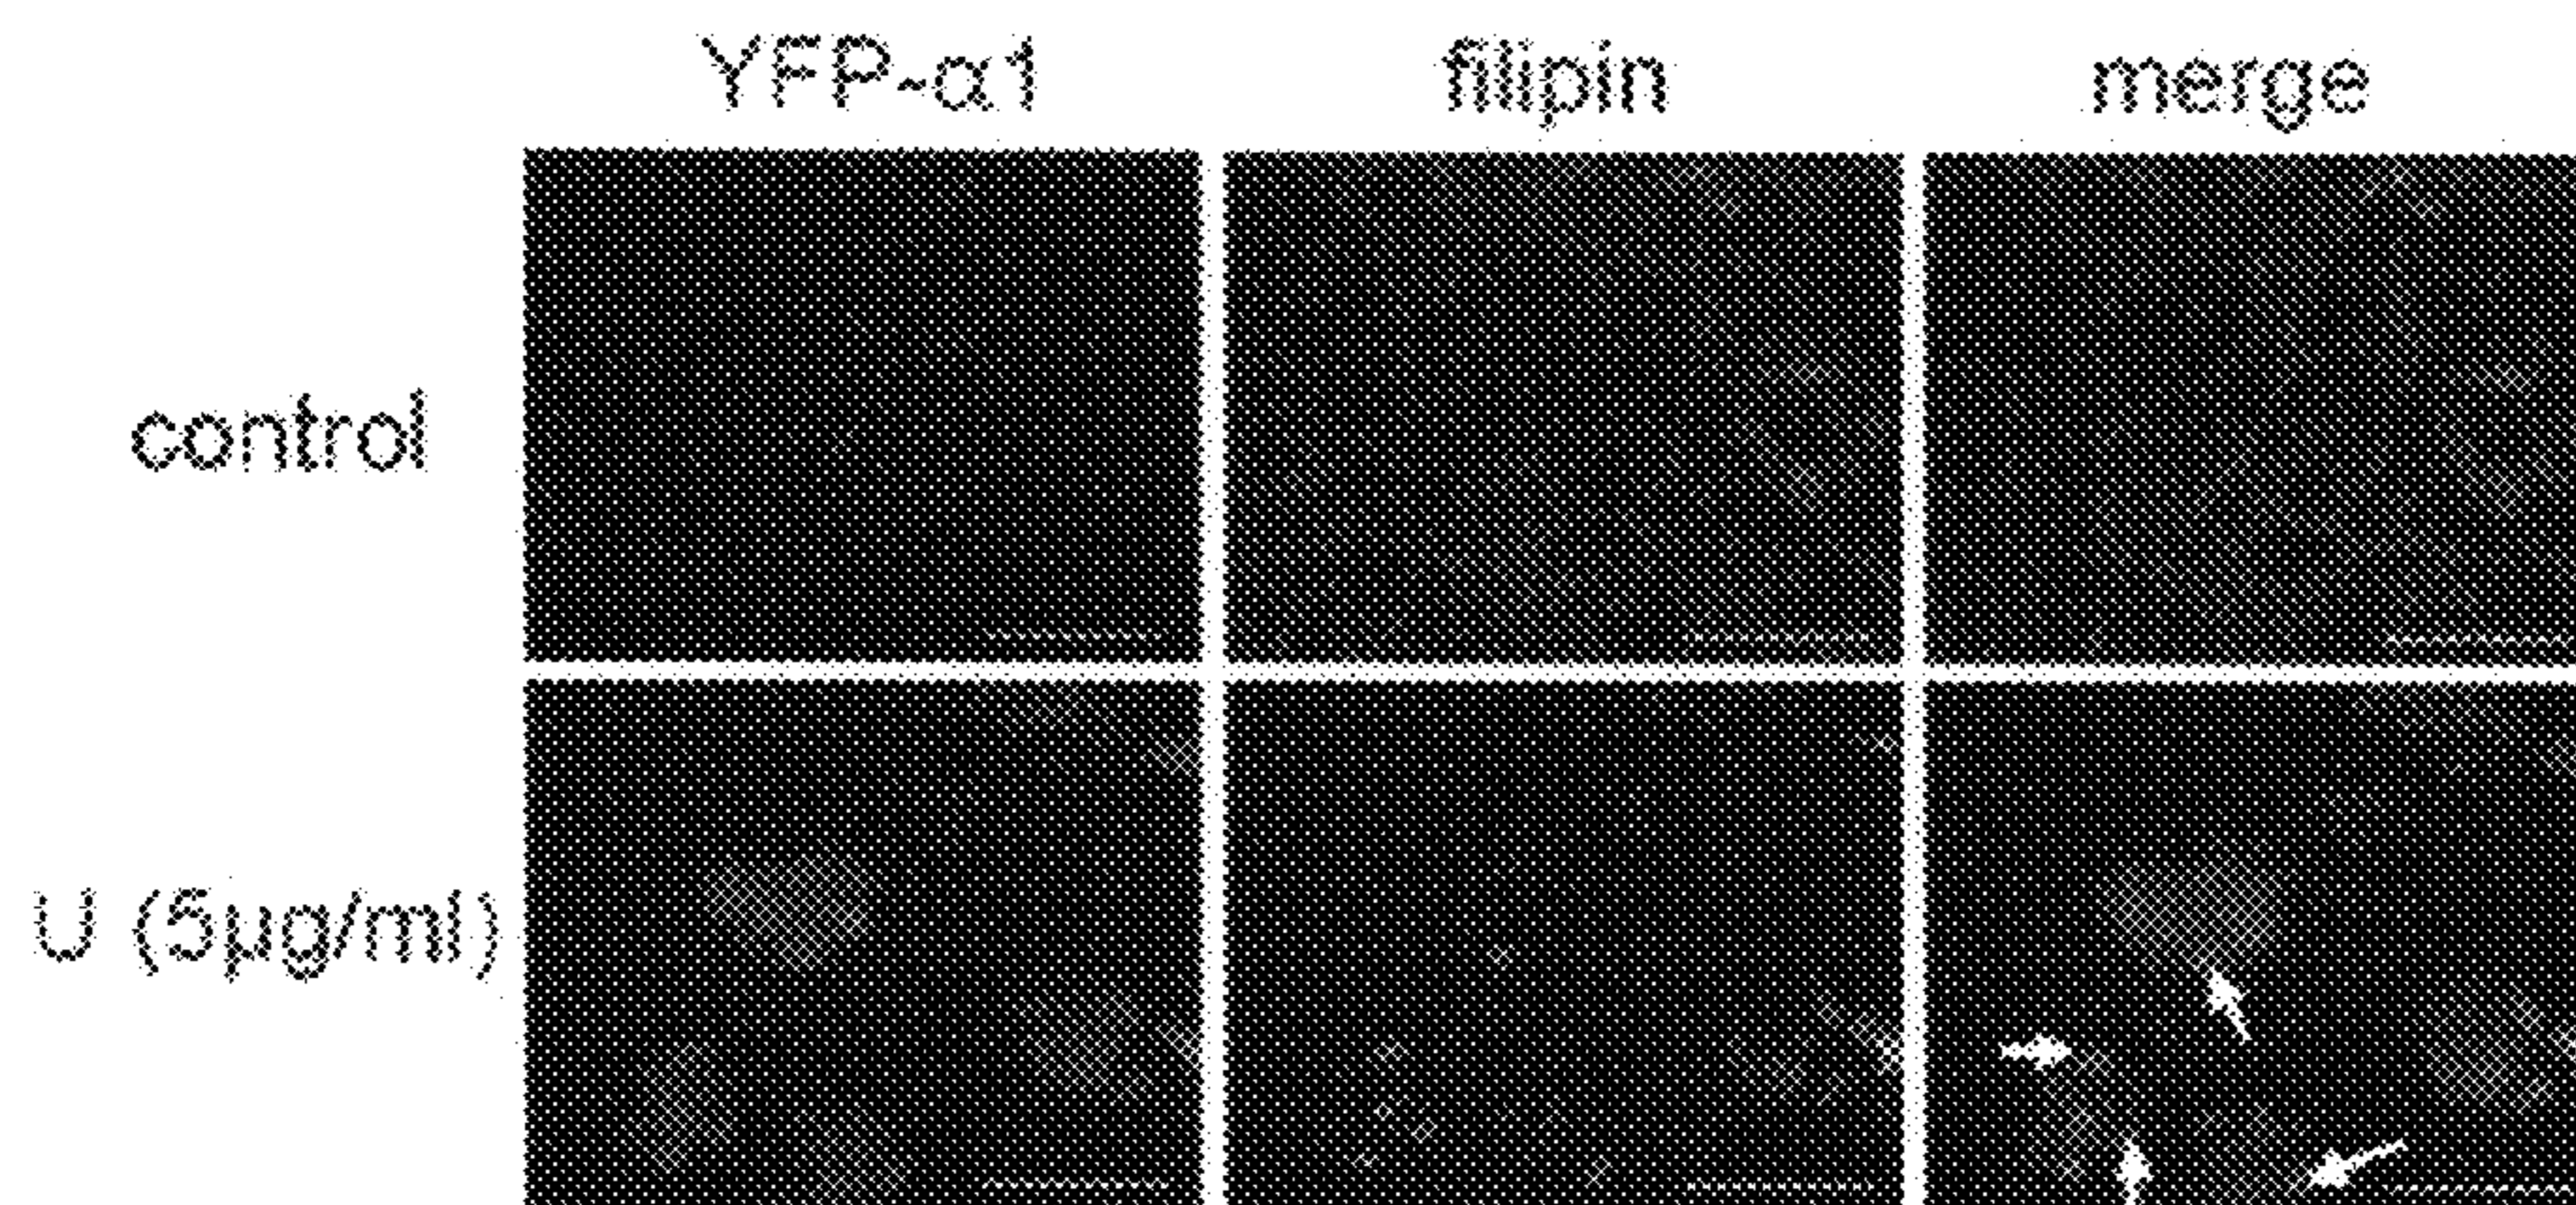 YFP-α1 filipin merge
control
U (5µg/ml)